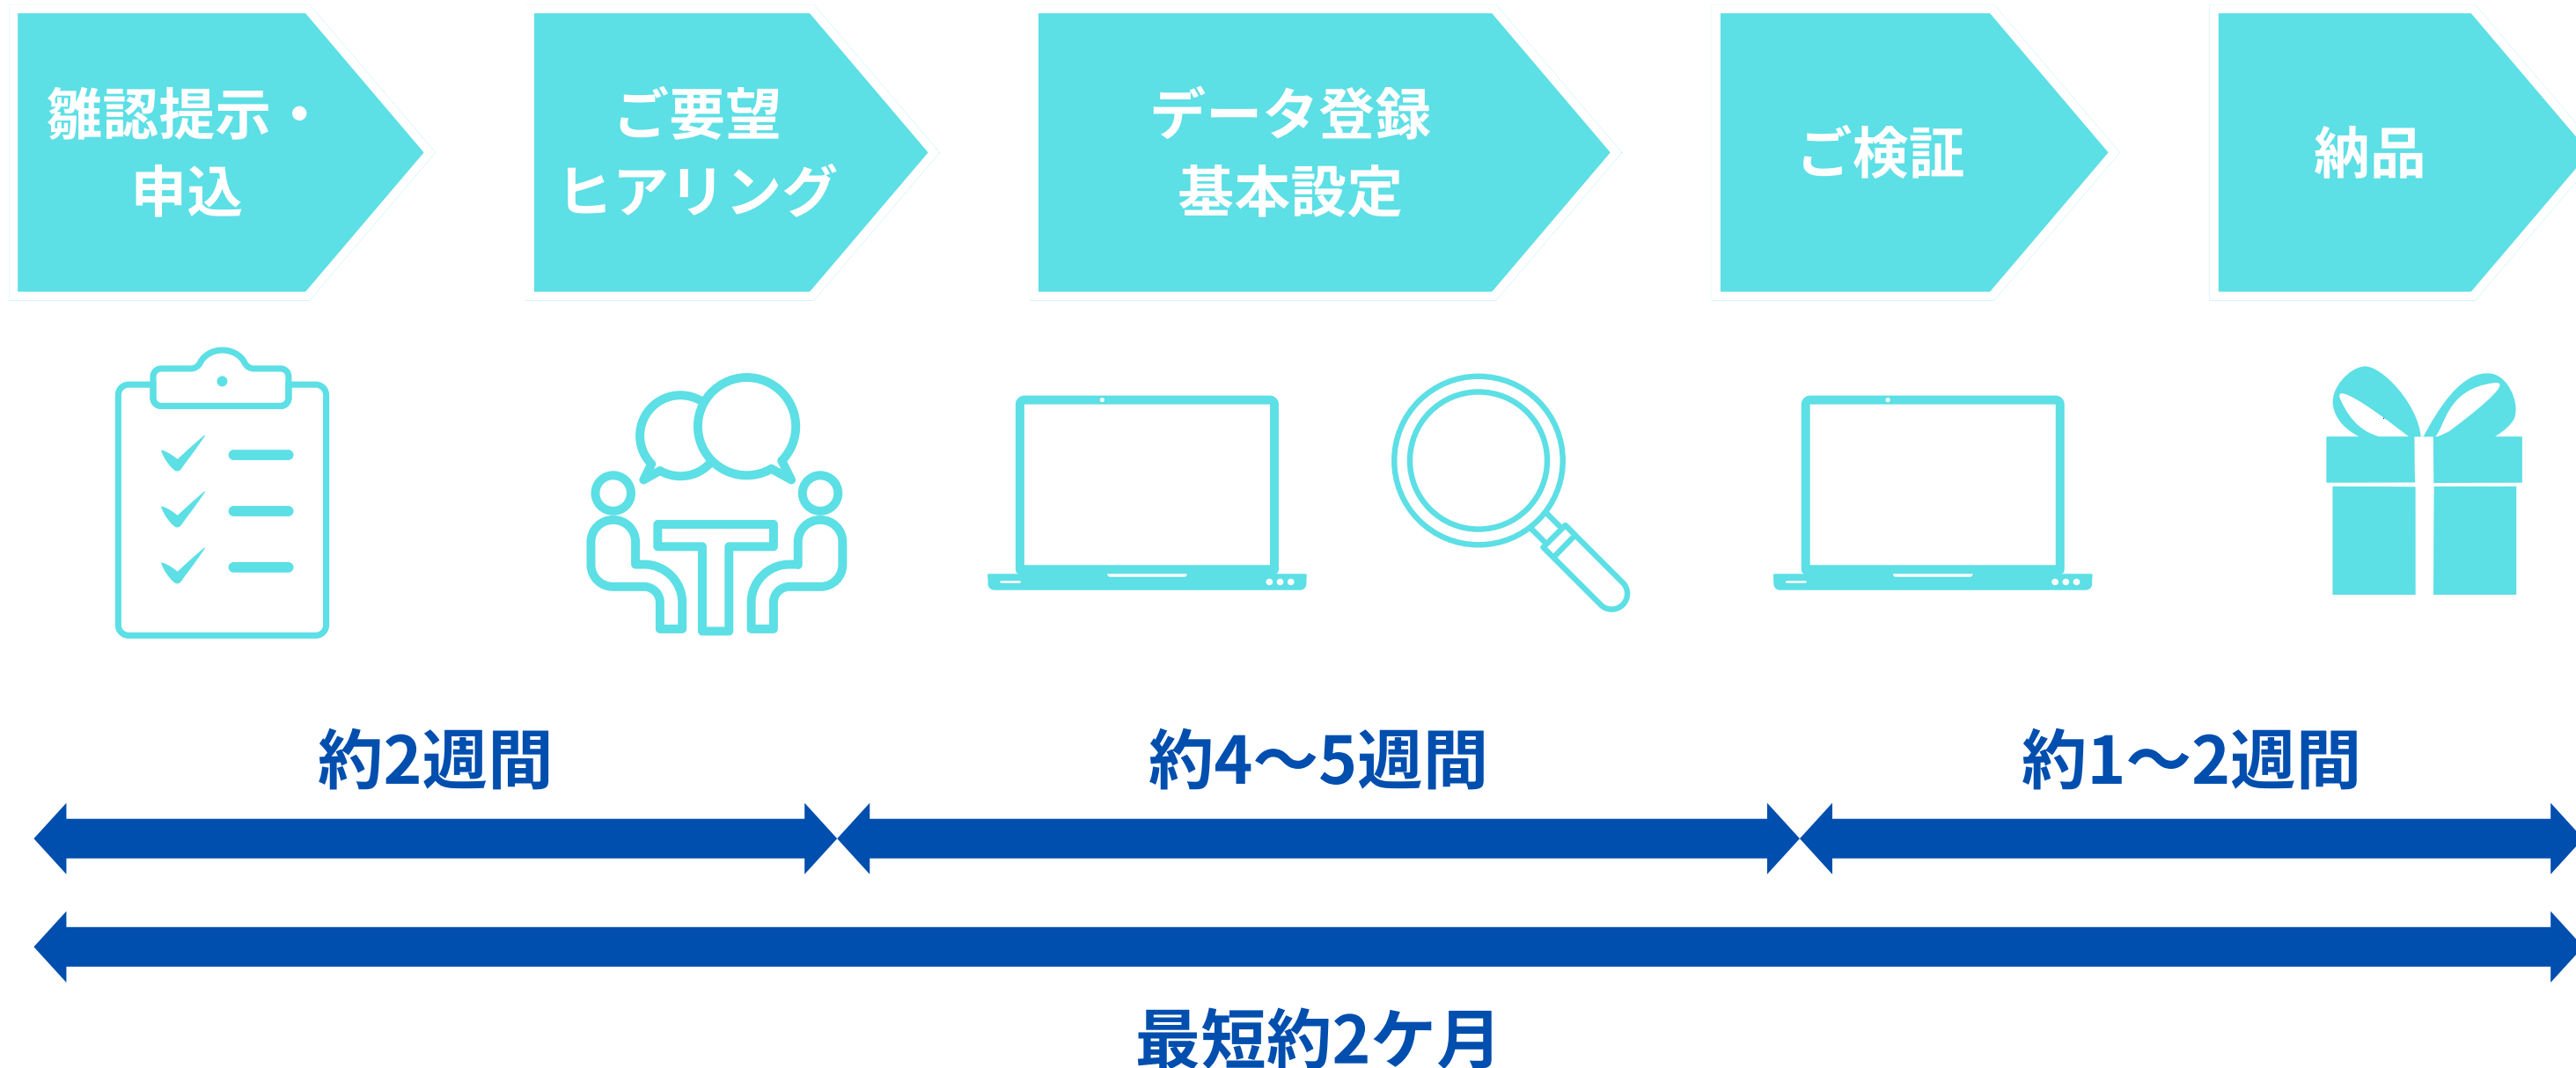 雛認提示・
申込
ご要望
ヒアリング
データ登録
基本設定
ご検証
納品
約2週間
約4〜5週間
約1〜2週間
最短約2ケ月